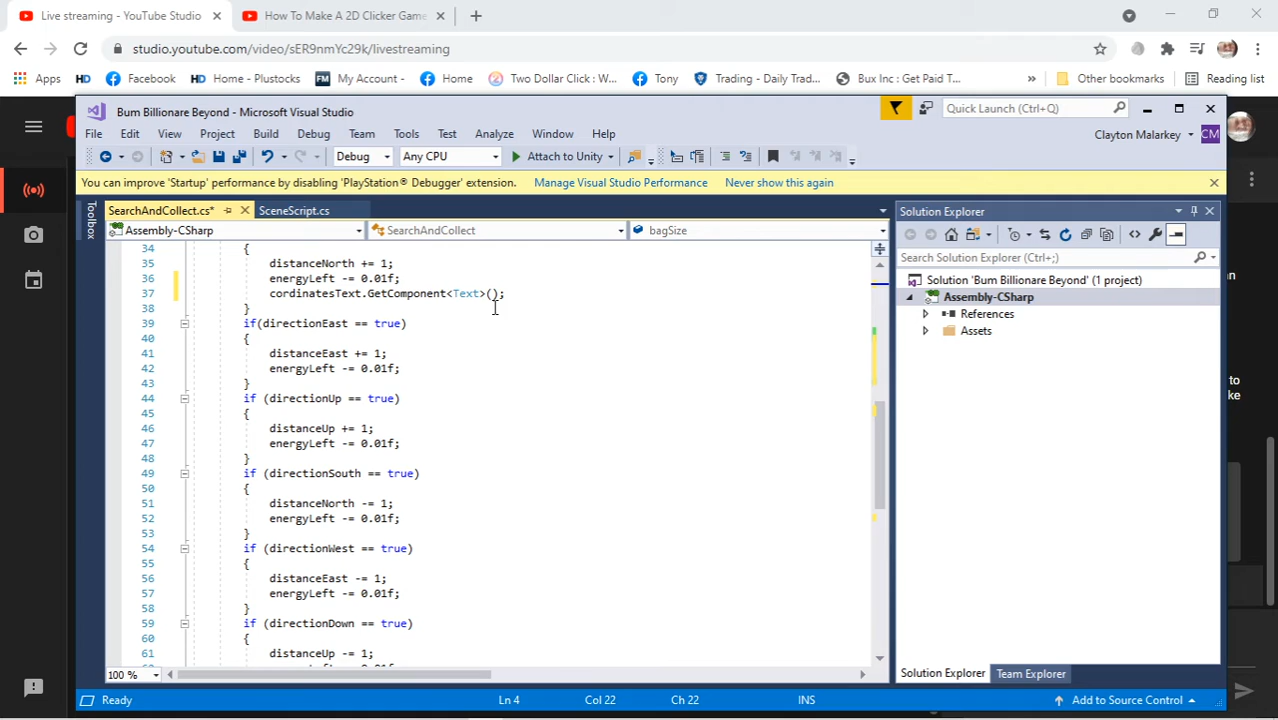 Live streaming - YouTube Studio
How To Make A 2D Clicker Game
studio.youtube.com/video/sER9nmYc29k/livestreaming
Apps HD Facebook HD Home - Plustocks FM My Account - Home Two Dollar Click : W... Tony Trading - Daily Trad... Bux Inc : Get Paid T... » Other bookmarks Reading list
Bum Billionare Beyond - Microsoft Visual Studio Quick Launch (Ctrl+Q)
File Edit View Project Build Debug Team Tools Test Analyze Window Help Clayton Malarkey CM
Debug Any CPU Attach to Unity
You can improve 'Startup' performance by disabling 'PlayStation® Debugger' extension. Manage Visual Studio Performance Never show this again
Toolbox
SearchAndCollect.cs* SceneScript.cs
Assembly-CSharp SearchAndCollect bagSize
34 {
35 distanceNorth += 1;
36 energyLeft -= 0.01f;
37 cordinatesText.GetComponent<Text>();
38 }
39 if(directionEast == true)
40 {
41 distanceEast += 1;
42 energyLeft -= 0.01f;
43 }
44 if (directionUp == true)
45 {
46 distanceUp += 1;
47 energyLeft -= 0.01f;
48 }
49 if (directionSouth == true)
50 {
51 distanceNorth -= 1;
52 energyLeft -= 0.01f;
53 }
54 if (directionWest == true)
55 {
56 distanceEast -= 1;
57 energyLeft -= 0.01f;
58 }
59 if (directionDown == true)
60 {
61 distanceUp -= 1;
100 %
Solution Explorer
Search Solution Explorer (Ctrl+;)
Solution 'Bum Billionare Beyond' (1 project)
Assembly-CSharp
References
Assets
Solution Explorer Team Explorer
Ready Ln 4 Col 22 Ch 22 INS Add to Source Control